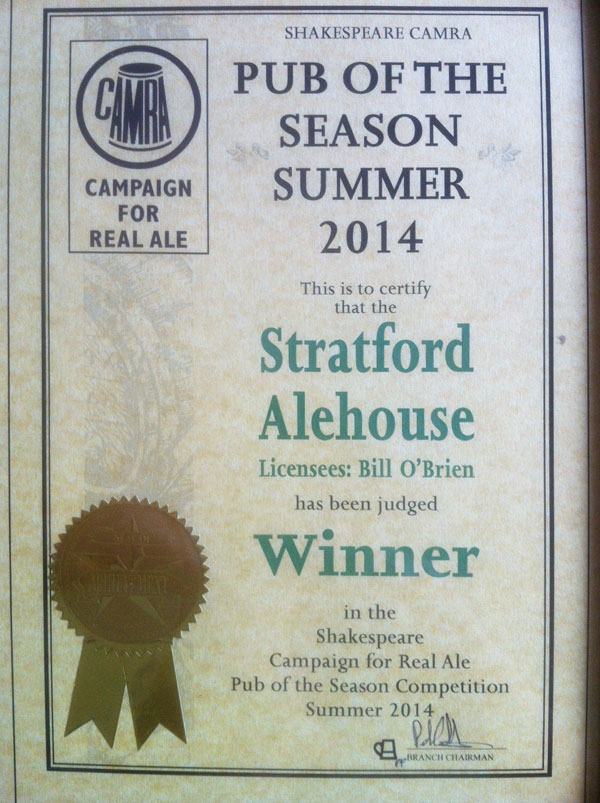 SHAKESPEARE CAMRA
PUB OF THE
SEASON
SUMMER
2014
CAMRA
CAMPAIGN
FOR
REAL ALE
This is to certify
that the
Stratford
Alehouse
Licensees: Bill O'Brien
has been judged
Winner
in the
Shakespeare
Campaign for Real Ale
Pub of the Season Competition
Summer 2014
BRANCH CHAIRMAN